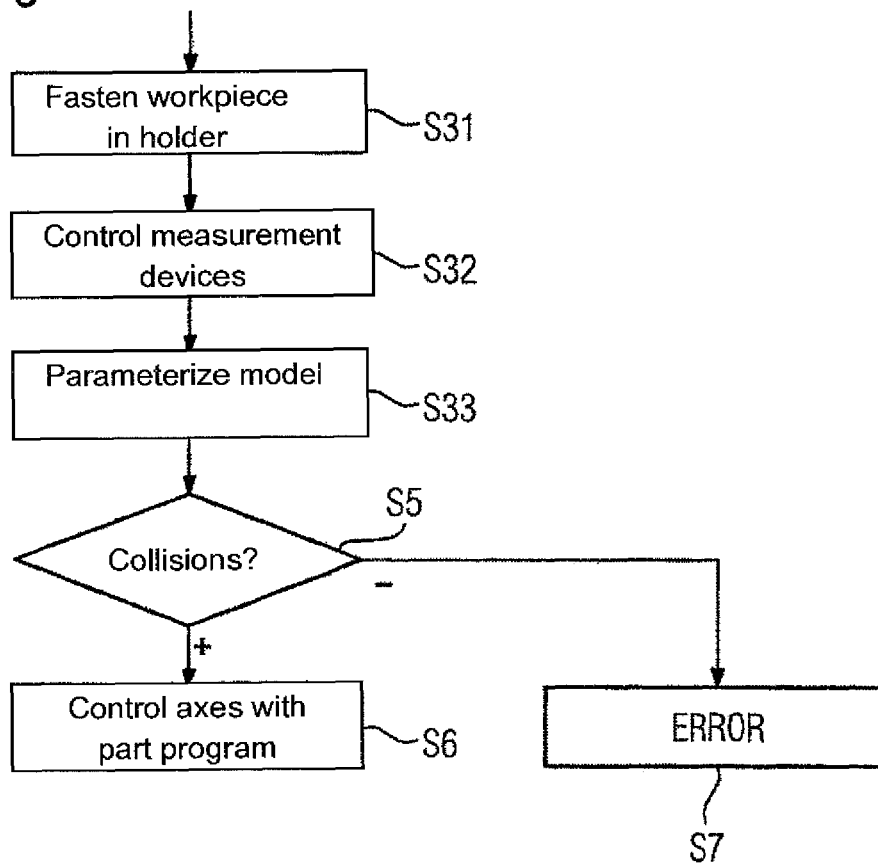 Fasten workpiece
in holder
S31
Control measurement
devices
S32
Parameterize model
S33
S5
Collisions?
-
+
Control axes with
part program
S6
ERROR
S7